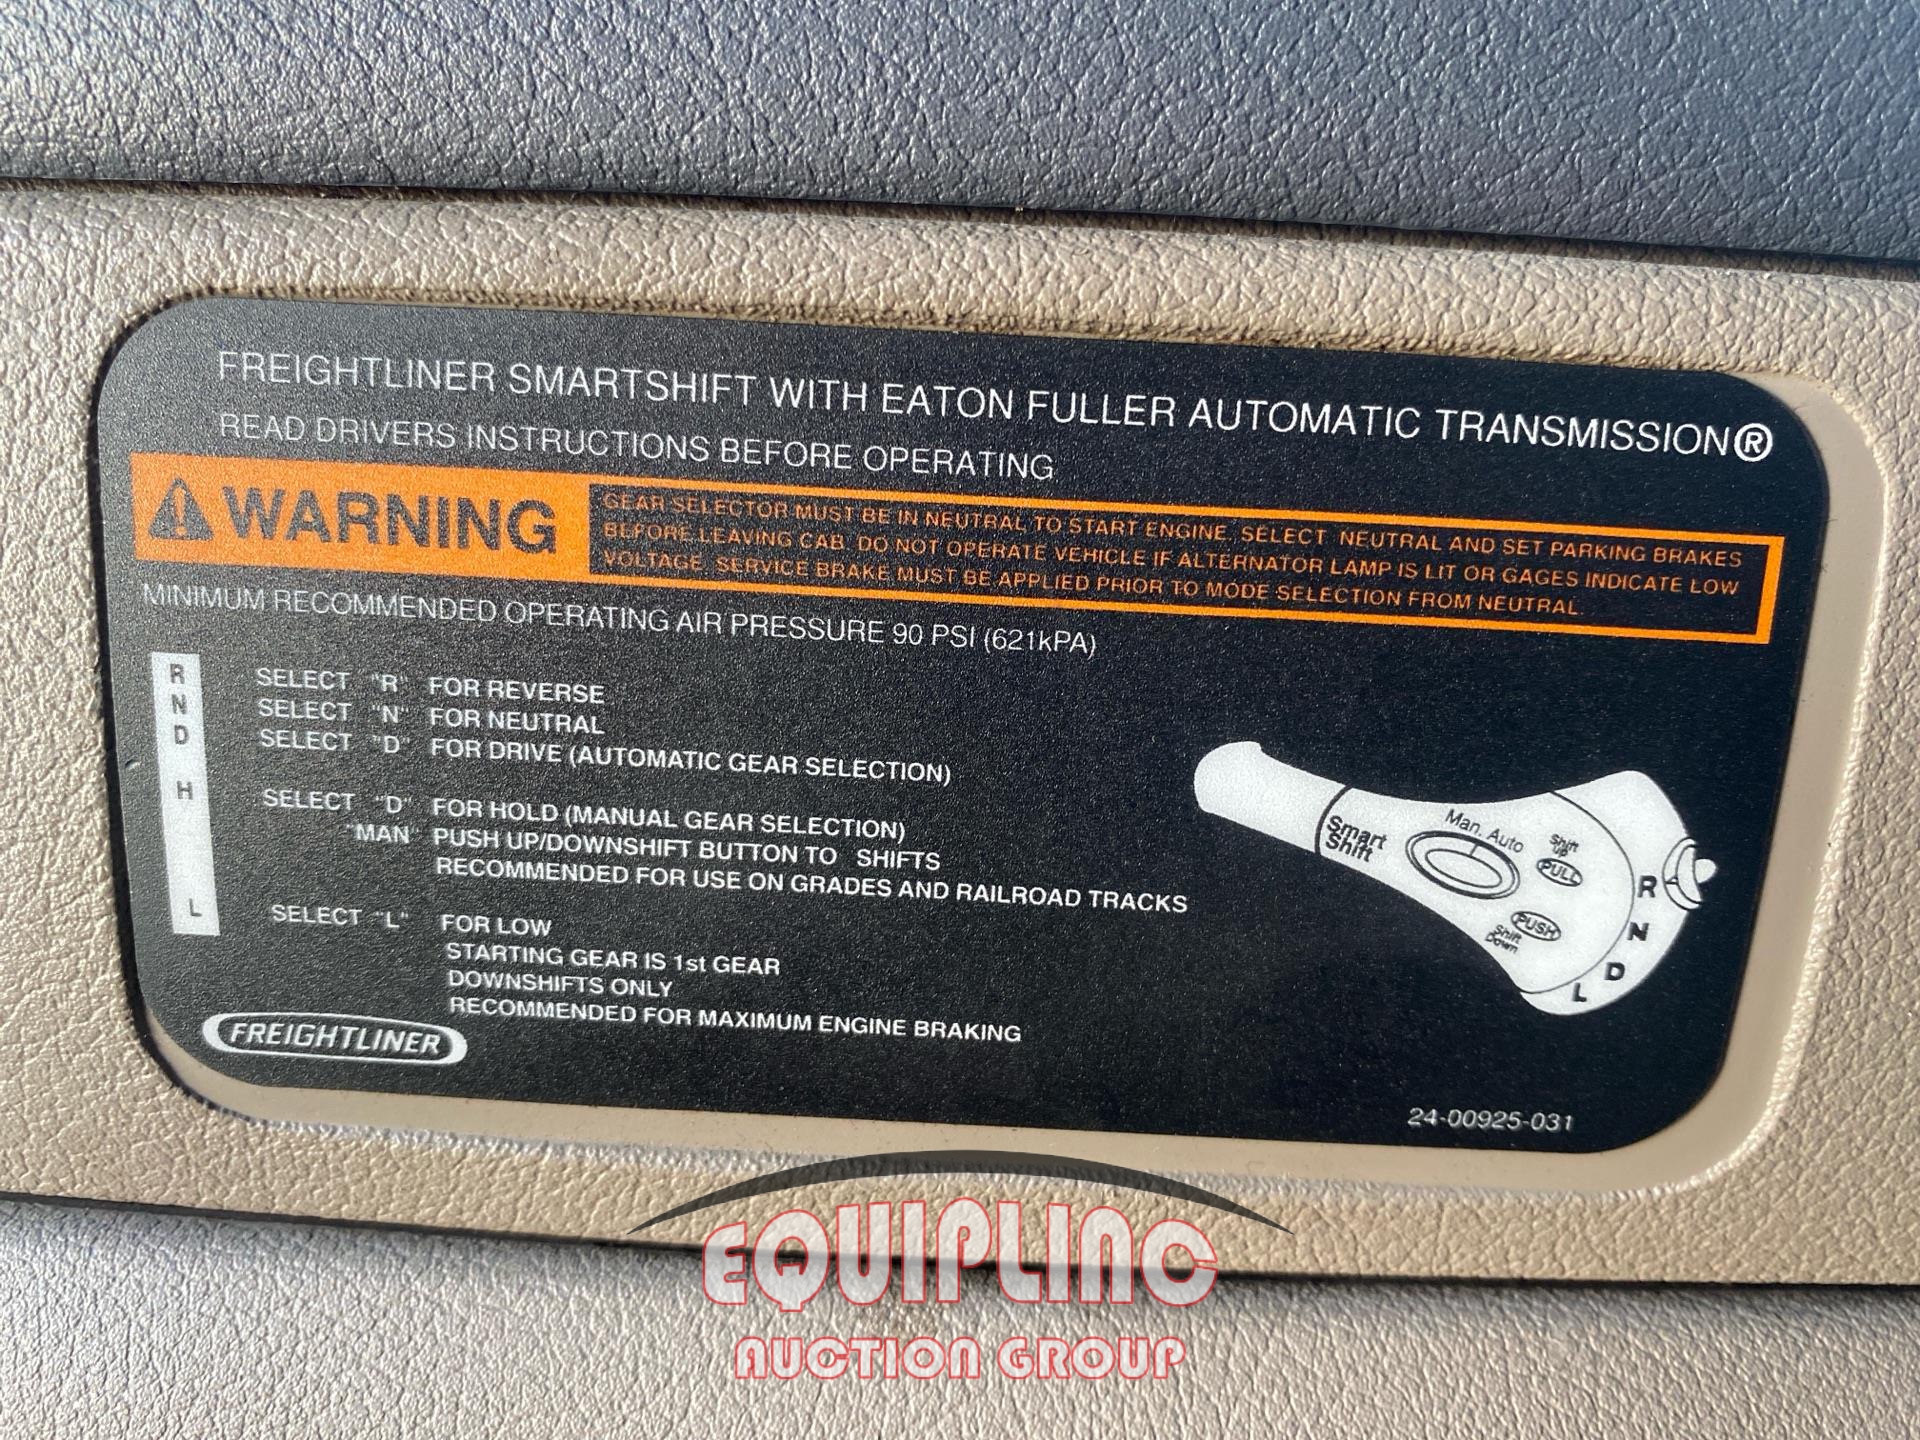 FREIGHTLINER SMARTSHIFT WITH EATON FULLER AUTOMATIC TRANSMISSION®
READ DRIVERS INSTRUCTIONS BEFORE OPERATING
WARNING
GEAR SELECTOR MUST BE IN NEUTRAL TO START ENGINE, SELECT NEUTRAL AND SET PARKING BRAKES
BEFORE LEAVING CAB. DO NOT OPERATE VEHICLE IF ALTERNATOR LAMP IS LIT OR GAGES INDICATE LOW
VOLTAGE. SERVICE BRAKE MUST BE APPLIED PRIOR TO MODE SELECTION FROM NEUTRAL.
MINIMUM RECOMMENDED OPERATING AIR PRESSURE 90 PSI (621kPA)
R
N
D
H
L
SELECT "R" FOR REVERSE
SELECT "N" FOR NEUTRAL
SELECT "D" FOR DRIVE (AUTOMATIC GEAR SELECTION)
SELECT "D" FOR HOLD (MANUAL GEAR SELECTION)
"MAN" PUSH UP/DOWNSHIFT BUTTON TO SHIFTS
RECOMMENDED FOR USE ON GRADES AND RAILROAD TRACKS
SELECT "L" FOR LOW
STARTING GEAR IS 1st GEAR
DOWNSHIFTS ONLY
RECOMMENDED FOR MAXIMUM ENGINE BRAKING
Smart
Shift
Man. Auto
Shift
Up
PULL
PUSH
Shift
Down
R
N
D
L
FREIGHTLINER
24-00925-031
EQUIPLINC
AUCTION GROUP